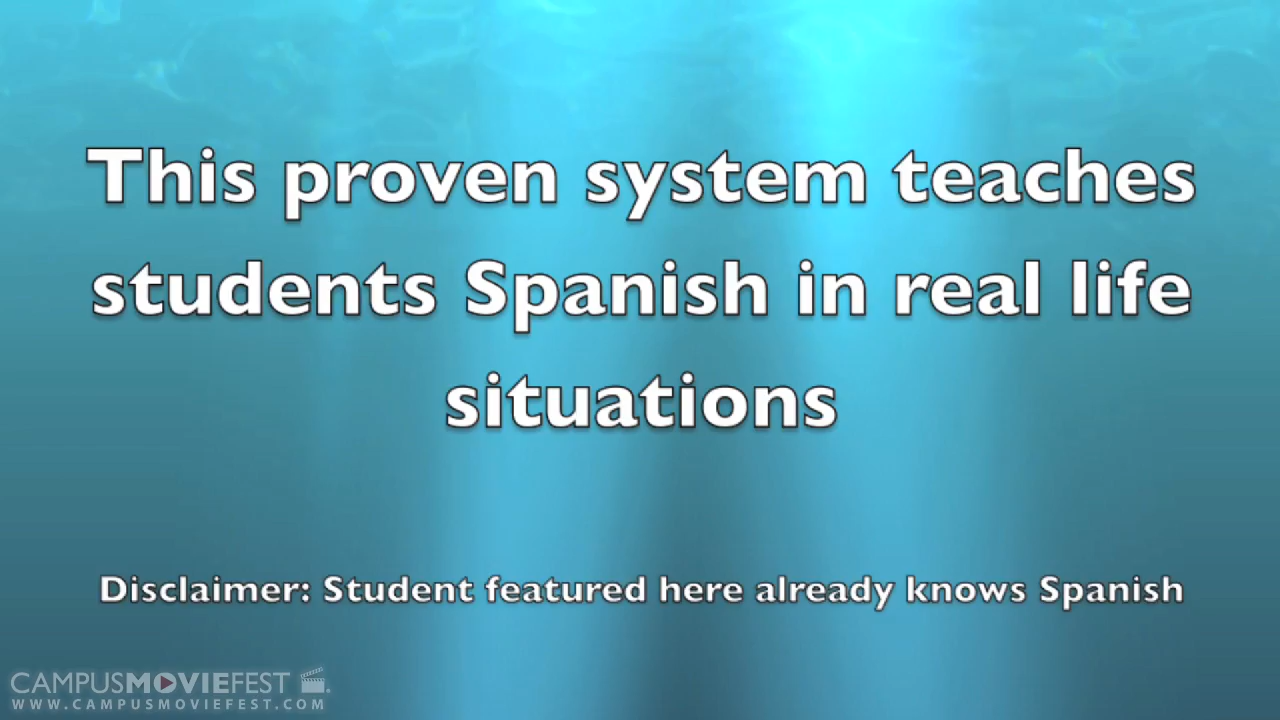 This proven system teaches
students Spanish in real life
situations
Disclaimer: Student featured here already knows Spanish
CAMPUSMOVIEFEST
WWW.CAMPUSMOVIEFEST.COM